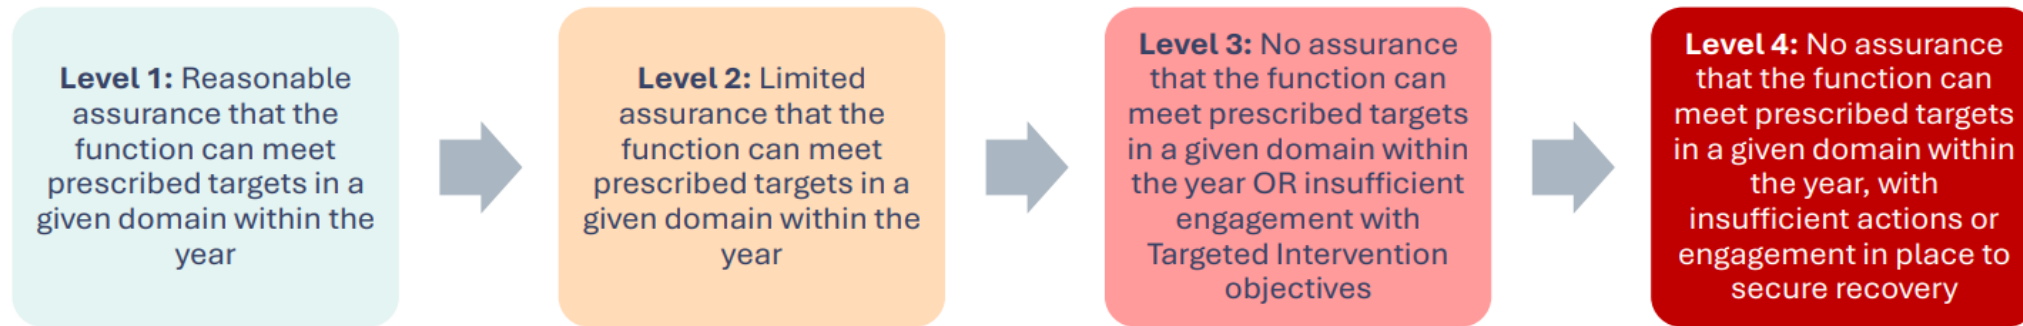 Level 1: Reasonable
assurance that the
function can meet
prescribed targets in a
given domain within the
year
Level 2: Limited
assurance that the
function can meet
prescribed targets in a
given domain within the
year
Level 3: No assurance
that the function can
meet prescribed targets
in a given domain within
the year OR insufficient
engagement with
Targeted Intervention
objectives
Level 4: No assurance
that the function can
meet prescribed targets
in a given domain within
the year, with
insufficient actions or
engagement in place to
secure recovery